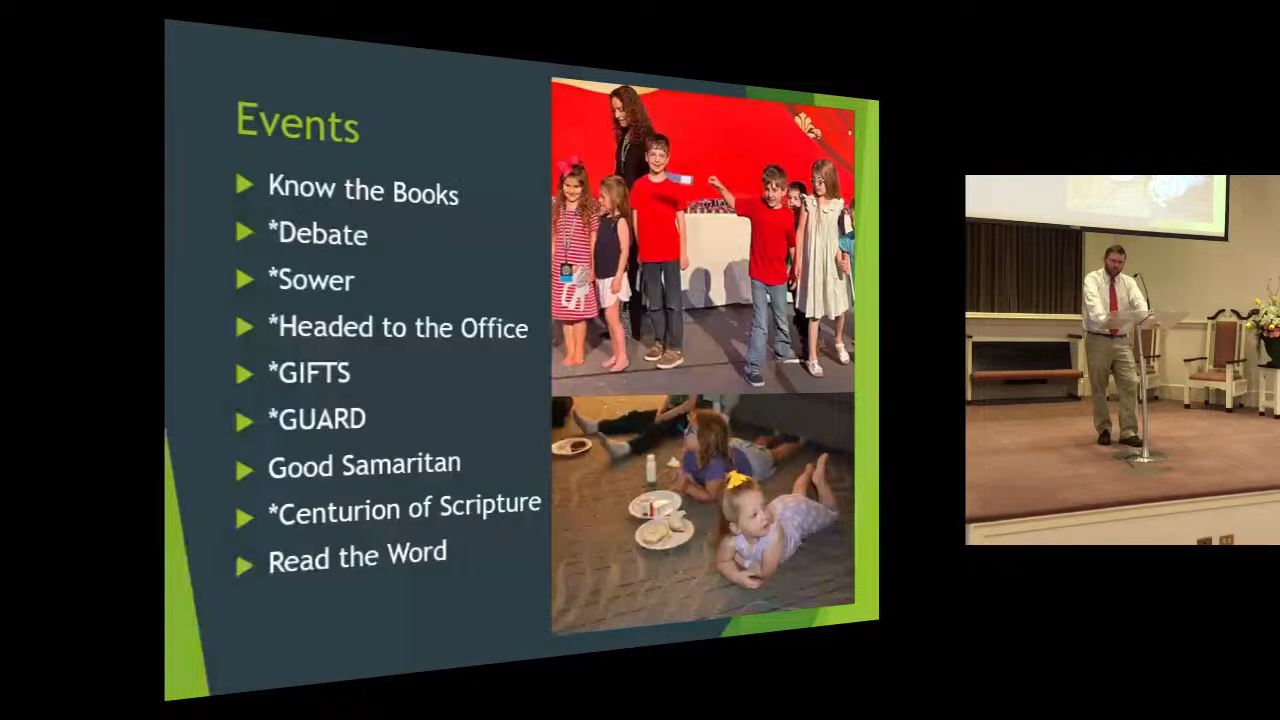 Events
Know the Books
*Debate
*Sower
*Headed to the Office
*GIFTS
*GUARD
Good Samaritan
*Centurion of Scripture
Read the Word